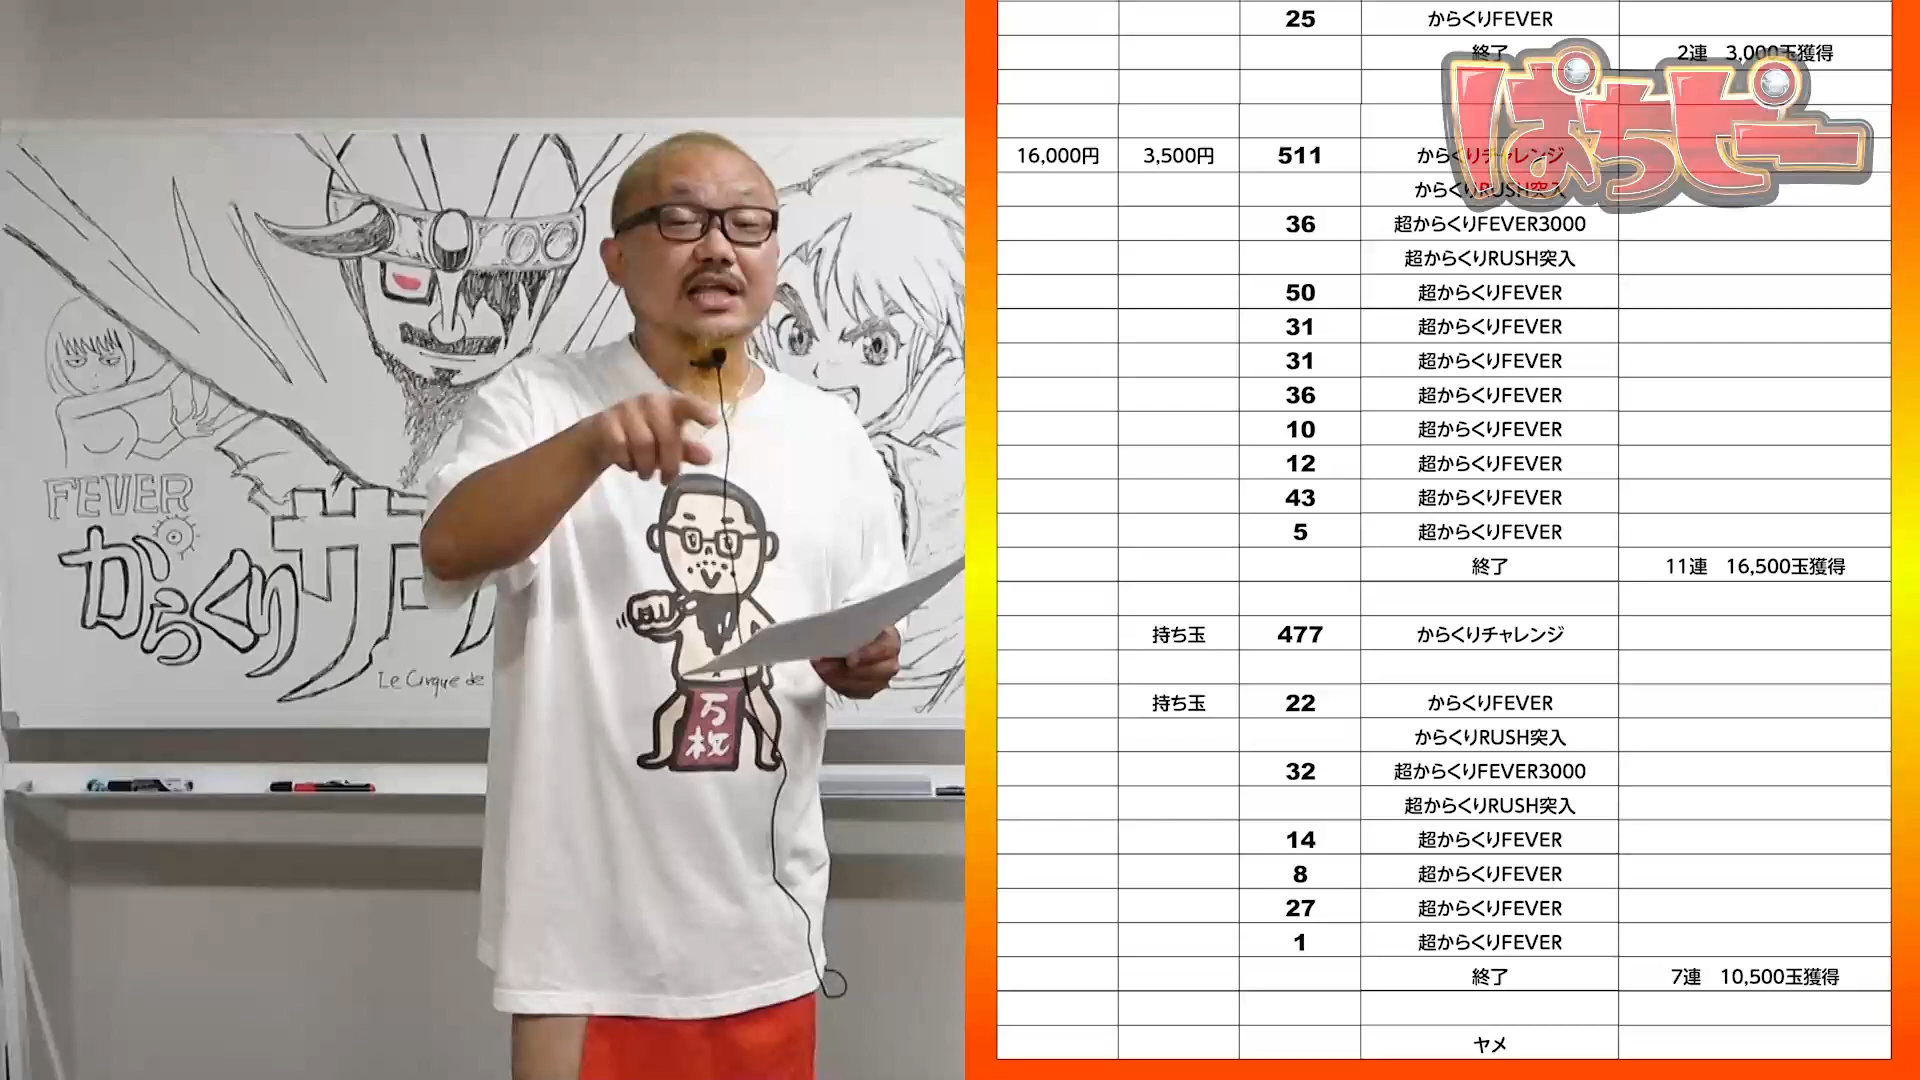 FEVER
からくりサー
Le Cirque de
万
枚
ぱちピー
25 からくりFEVER
終了 2連 3,000玉獲得
16,000円 3,500円 511 からくりチャレンジ
からくりRUSH突入
36 超からくりFEVER3000
超からくりRUSH突入
50 超からくりFEVER
31 超からくりFEVER
31 超からくりFEVER
36 超からくりFEVER
10 超からくりFEVER
12 超からくりFEVER
43 超からくりFEVER
5 超からくりFEVER
終了 11連 16,500玉獲得
持ち玉 477 からくりチャレンジ
持ち玉 22 からくりFEVER
からくりRUSH突入
32 超からくりFEVER3000
超からくりRUSH突入
14 超からくりFEVER
8 超からくりFEVER
27 超からくりFEVER
1 超からくりFEVER
終了 7連 10,500玉獲得
ヤメ